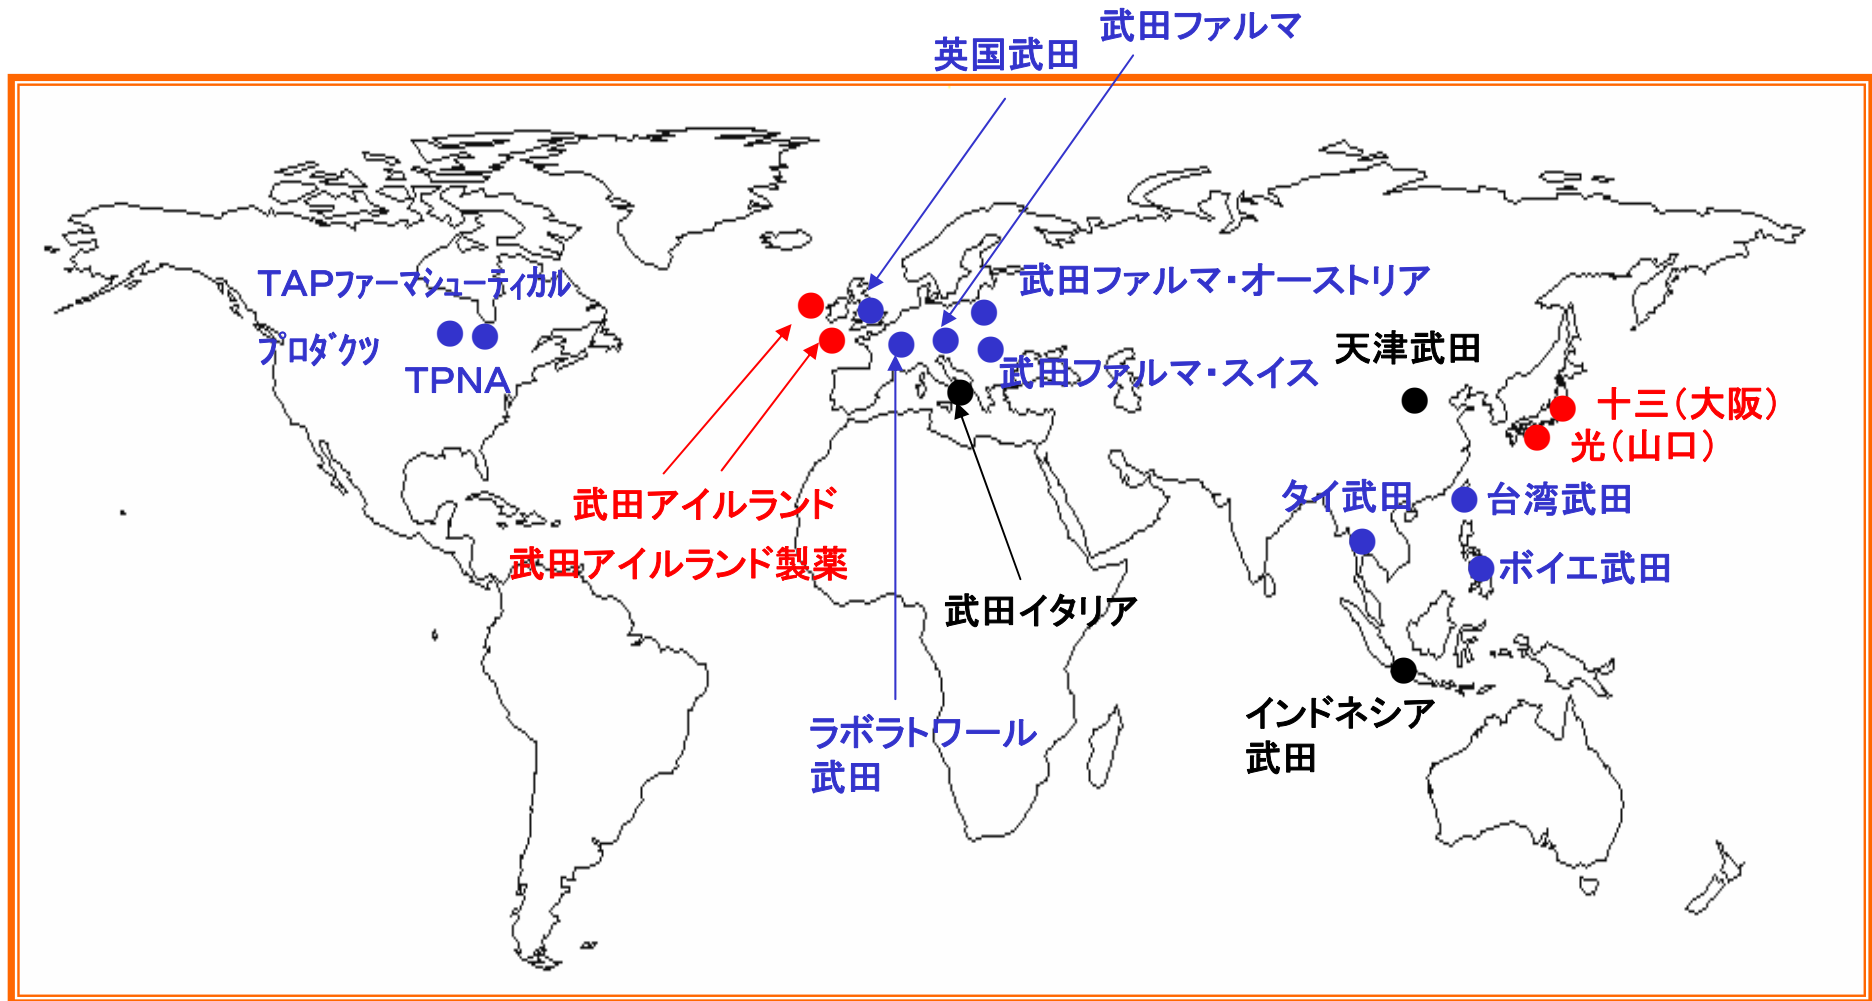 武田ファルマ
英国武田
TAPファーマシューティカル
プロダクツ
TPNA
武田ファルマ・オーストリア
武田ファルマ・スイス
天津武田
十三(大阪)
光(山口)
武田アイルランド
武田アイルランド製薬
タイ武田
台湾武田
ボイエ武田
武田イタリア
ラボラトワール
武田
インドネシア
武田